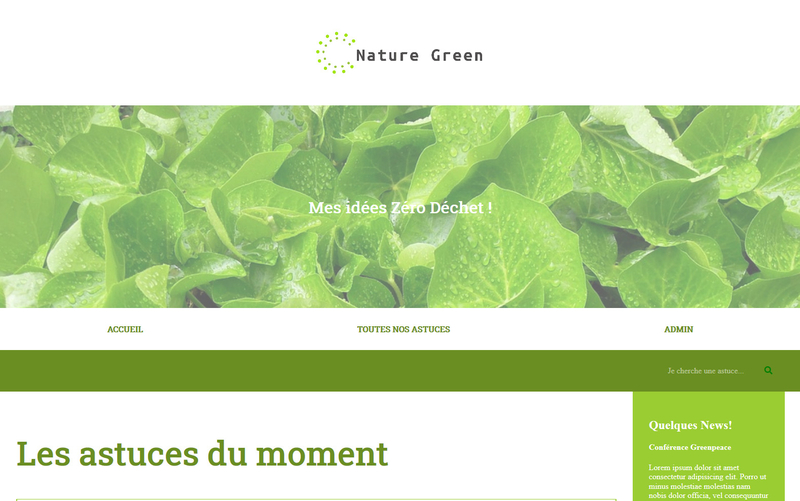 Nature Green
Mes idées Zéro Déchet !
ACCUEIL
TOUTES NOS ASTUCES
ADMIN
Je cherche une astuce...
Les astuces du moment
Quelques News!
Conférence Greenpeace
Lorem ipsum dolor sit amet
consectetur adipisicing elit. Porro ut
minus molestiae molestias nam
nobis dolor officia, vel consequuntur